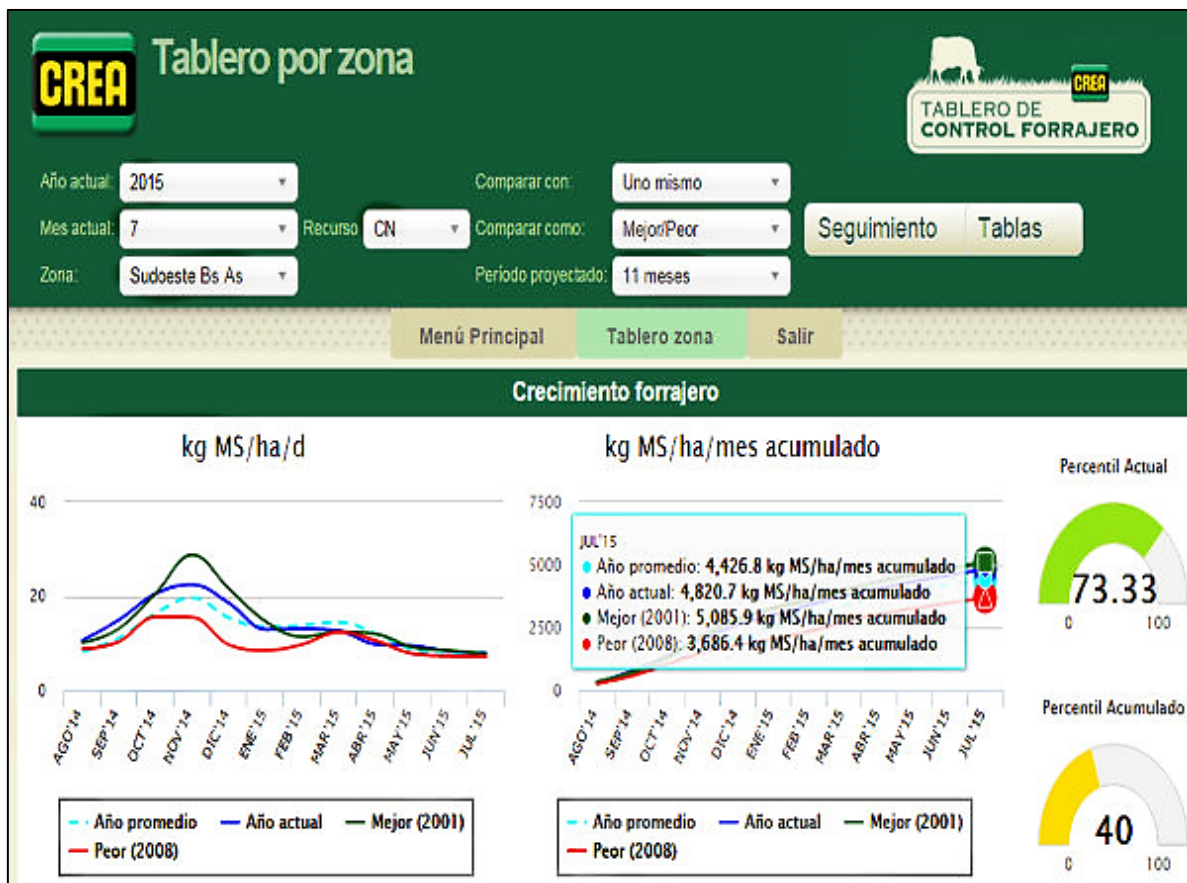 CREA
Tablero por zona
CREA
TABLERO DE
CONTROL FORRAJERO
Año actual: 2015
Comparar con: Uno mismo
Mes actual: 7
Recurso CN
Comparar como: Mejor/Peor
Seguimiento Tablas
Zona: Sudoeste Bs As
Período proyectado: 11 meses
Menú Principal Tablero zona Salir
Crecimiento forrajero
kg MS/ha/d
40
20
0
AGO'14 SEP'14 OCT'14 NOV'14 DIC'14 ENE'15 FEB'15 MAR'15 ABR'15 MAY'15 JUN'15 JUL'15
Año promedio Año actual Mejor (2001)
Peor (2008)
kg MS/ha/mes acumulado
7500
5000
2500
0
JUL'15
Año promedio: 4,426.8 kg MS/ha/mes acumulado
Año actual: 4,820.7 kg MS/ha/mes acumulado
Mejor (2001): 5,085.9 kg MS/ha/mes acumulado
Peor (2008): 3,686.4 kg MS/ha/mes acumulado
AGO'14 SEP'14 OCT'14 NOV'14 DIC'14 ENE'15 FEB'15 MAR'15 ABR'15 MAY'15 JUN'15 JUL'15
Año promedio Año actual Mejor (2001)
Peor (2008)
Percentil Actual
73.33
0 100
Percentil Acumulado
40
0 100